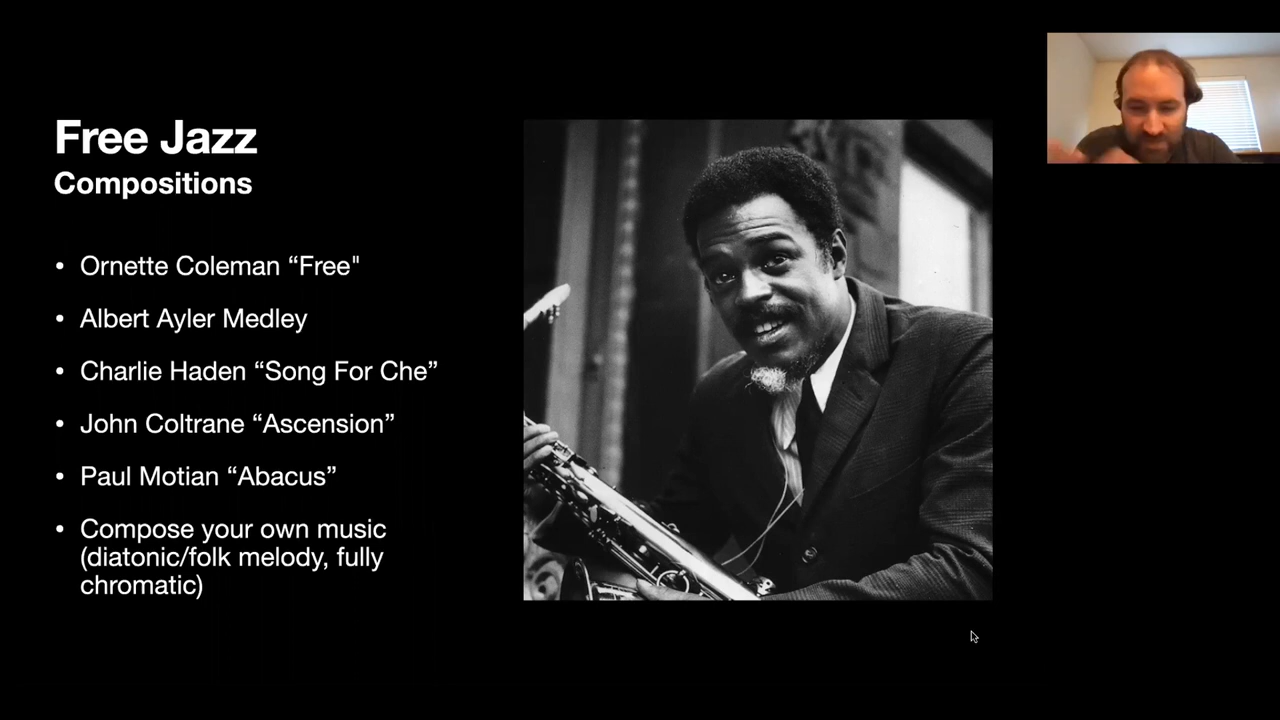 Free Jazz
Compositions
• Ornette Coleman “Free"
• Albert Ayler Medley
• Charlie Haden “Song For Che”
• John Coltrane “Ascension”
• Paul Motian “Abacus”
• Compose your own music
(diatonic/folk melody, fully
chromatic)